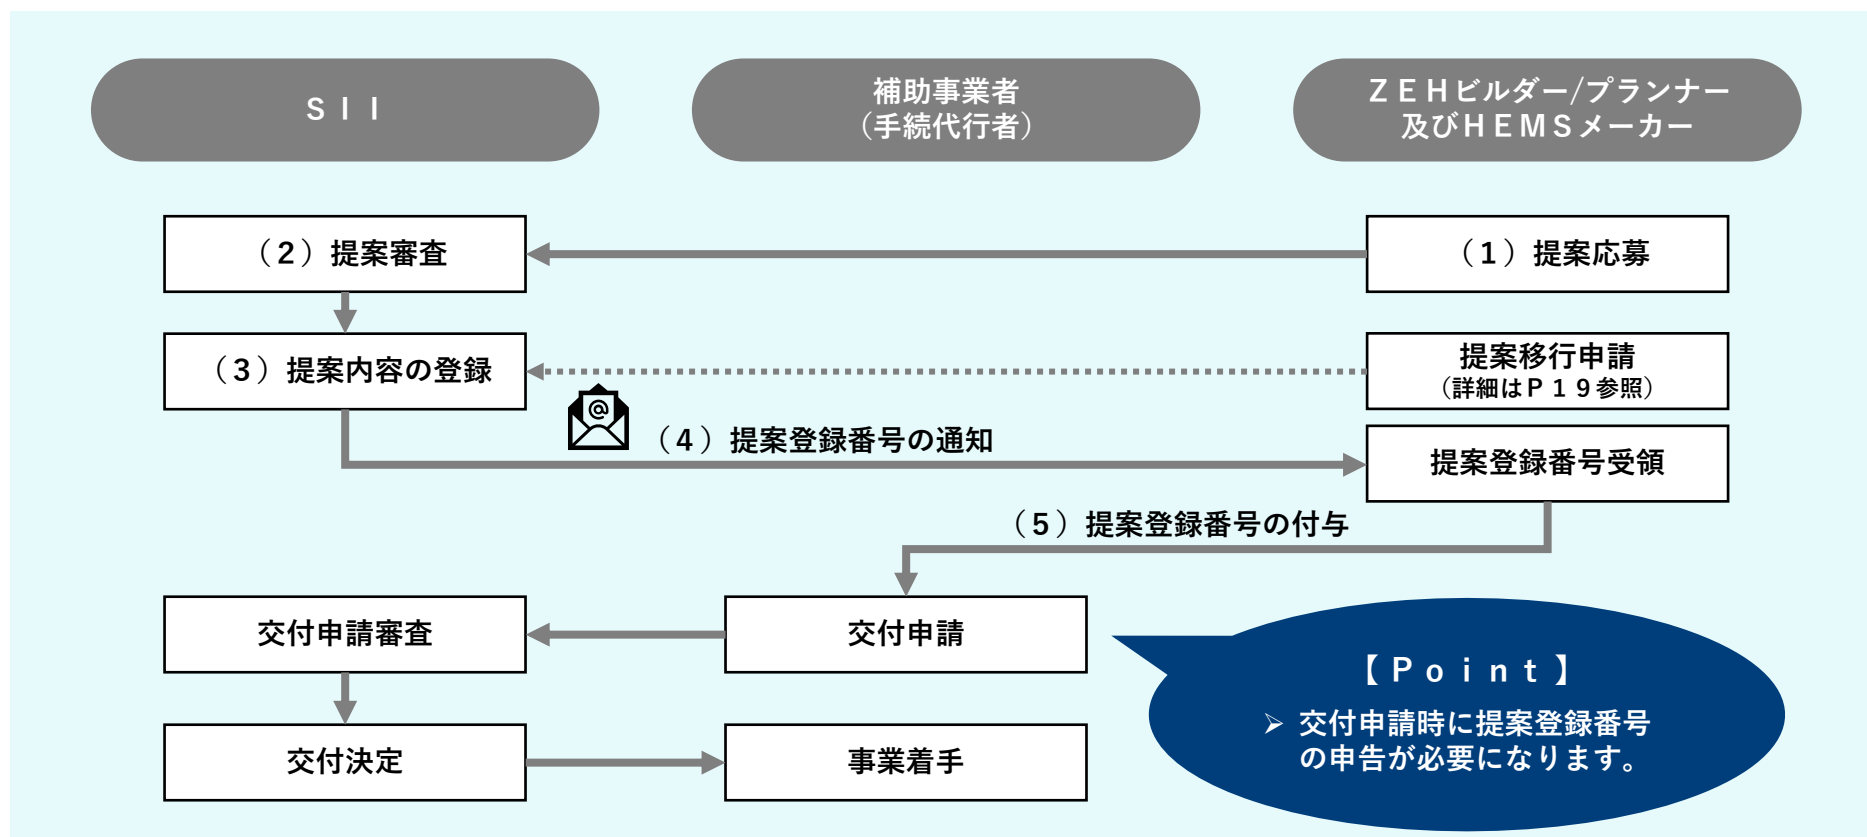 ＳＩＩ
補助事業者
（手続代行者）
ＺＥＨビルダー/プランナー
及びＨＥＭＳメーカー
（２）提案審査
（１）提案応募
（３）提案内容の登録
提案移行申請
（詳細はＰ１９参照）
@
（４）提案登録番号の通知
提案登録番号受領
（５）提案登録番号の付与
交付申請審査
交付申請
【Ｐｏｉｎｔ】
➢ 交付申請時に提案登録番号
の申告が必要になります。
交付決定
事業着手